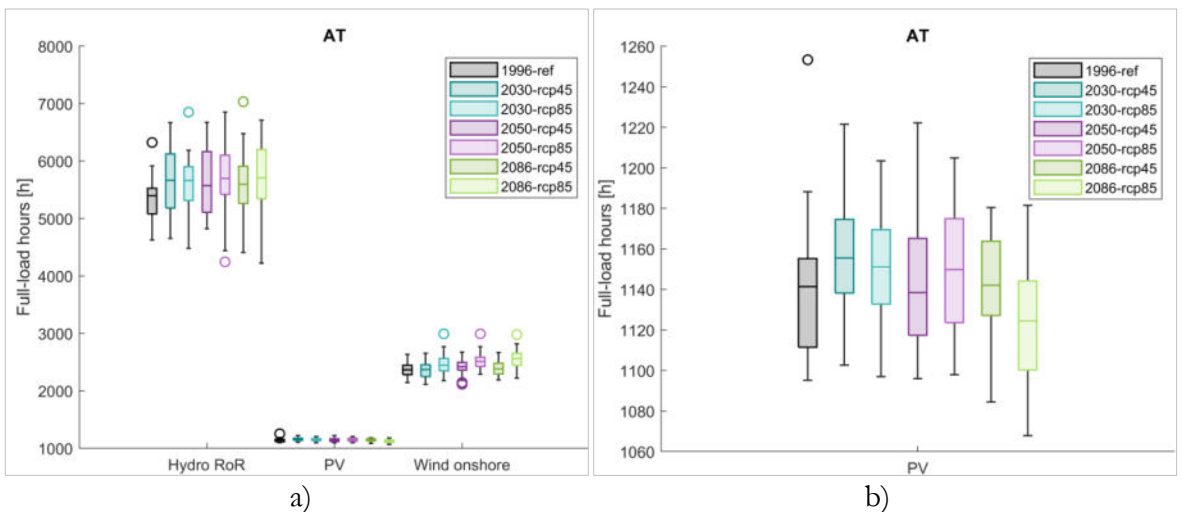 AT
8000
7000
6000
5000
4000
3000
2000
1000
Full-load hours [h]
1996-ref
2030-rcp45
2030-rcp85
2050-rcp45
2050-rcp85
2086-rcp45
2086-rcp85
Hydro RoR PV Wind onshore
a)
AT
1260
1240
1220
1200
1180
1160
1140
1120
1100
1080
1060
Full-load hours [h]
1996-ref
2030-rcp45
2030-rcp85
2050-rcp45
2050-rcp85
2086-rcp45
2086-rcp85
PV
b)